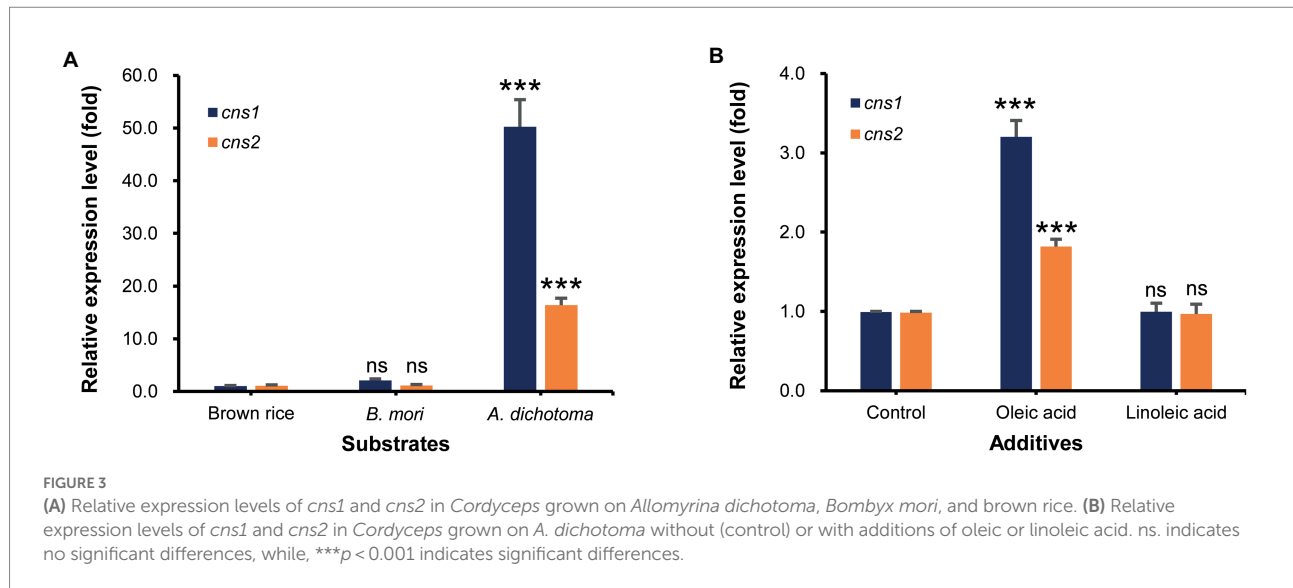 A
Relative expression level (fold)
60.0
50.0
40.0
30.0
20.0
10.0
0.0
cns1
cns2
ns
ns
***
***
Brown rice
B. mori
A. dichotoma
Substrates
B
Relative expression level (fold)
4.0
3.0
2.0
1.0
0.0
cns1
cns2
***
***
ns
ns
Control
Oleic acid
Linoleic acid
Additives
FIGURE 3
(A) Relative expression levels of cns1 and cns2 in Cordyceps grown on Allomyrina dichotoma, Bombyx mori, and brown rice. (B) Relative
expression levels of cns1 and cns2 in Cordyceps grown on A. dichotoma without (control) or with additions of oleic or linoleic acid. ns. indicates
no significant differences, while, ***p < 0.001 indicates significant differences.